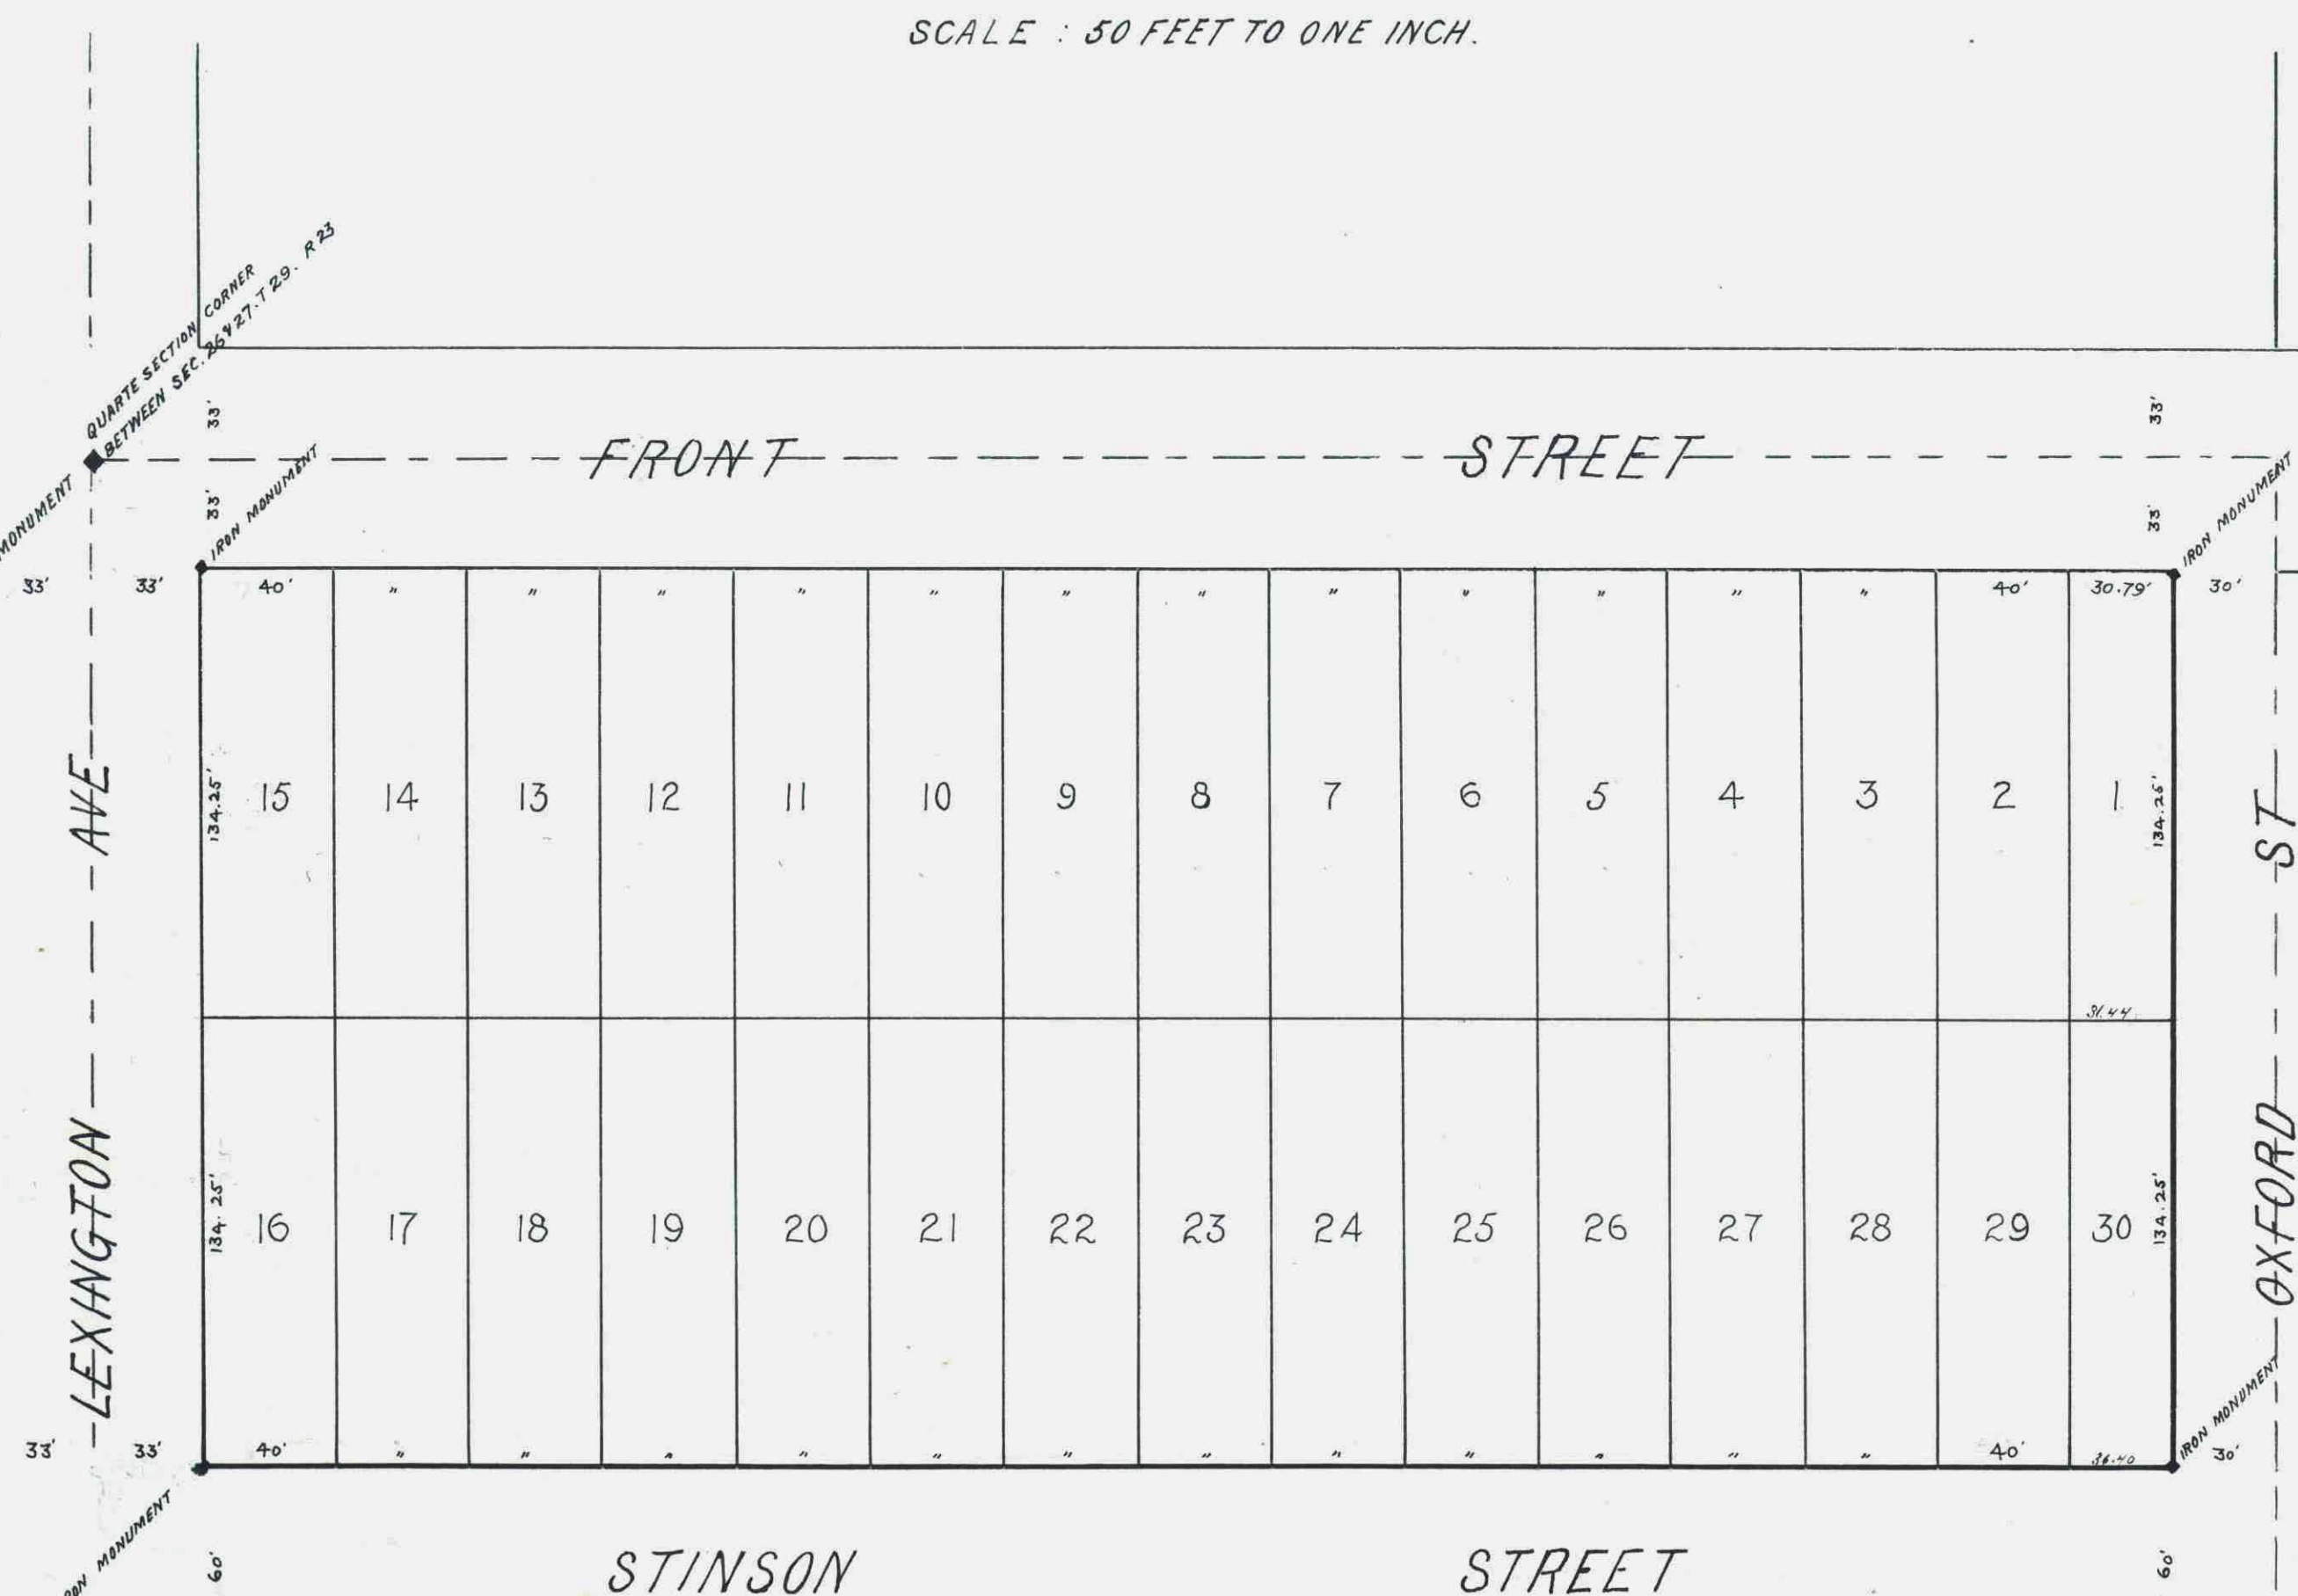 SCALE : 50 FEET TO ONE INCH.
QUARTE SECTION CORNER
BETWEEN SEC. 26 & 27. T 29. R 23
33' 33'
FRONT STREET
MONUMENT
33' IRON MONUMENT 33' IRON MONUMENT
33' 33' 40' " " " " " " " " " " " " 40' 30.79' 30'
LEXINGTON AVE
134.25' 15 14 13 12 11 10 9 8 7 6 5 4 3 2 1 134.25'
OXFORD ST
31.44
134.25' 16 17 18 19 20 21 22 23 24 25 26 27 28 29 30 134.25'
33' 33' 40' " " " " " " " " " " " " 40' IRON MONUMENT 30'
MONUMENT
60' STINSON STREET 60'